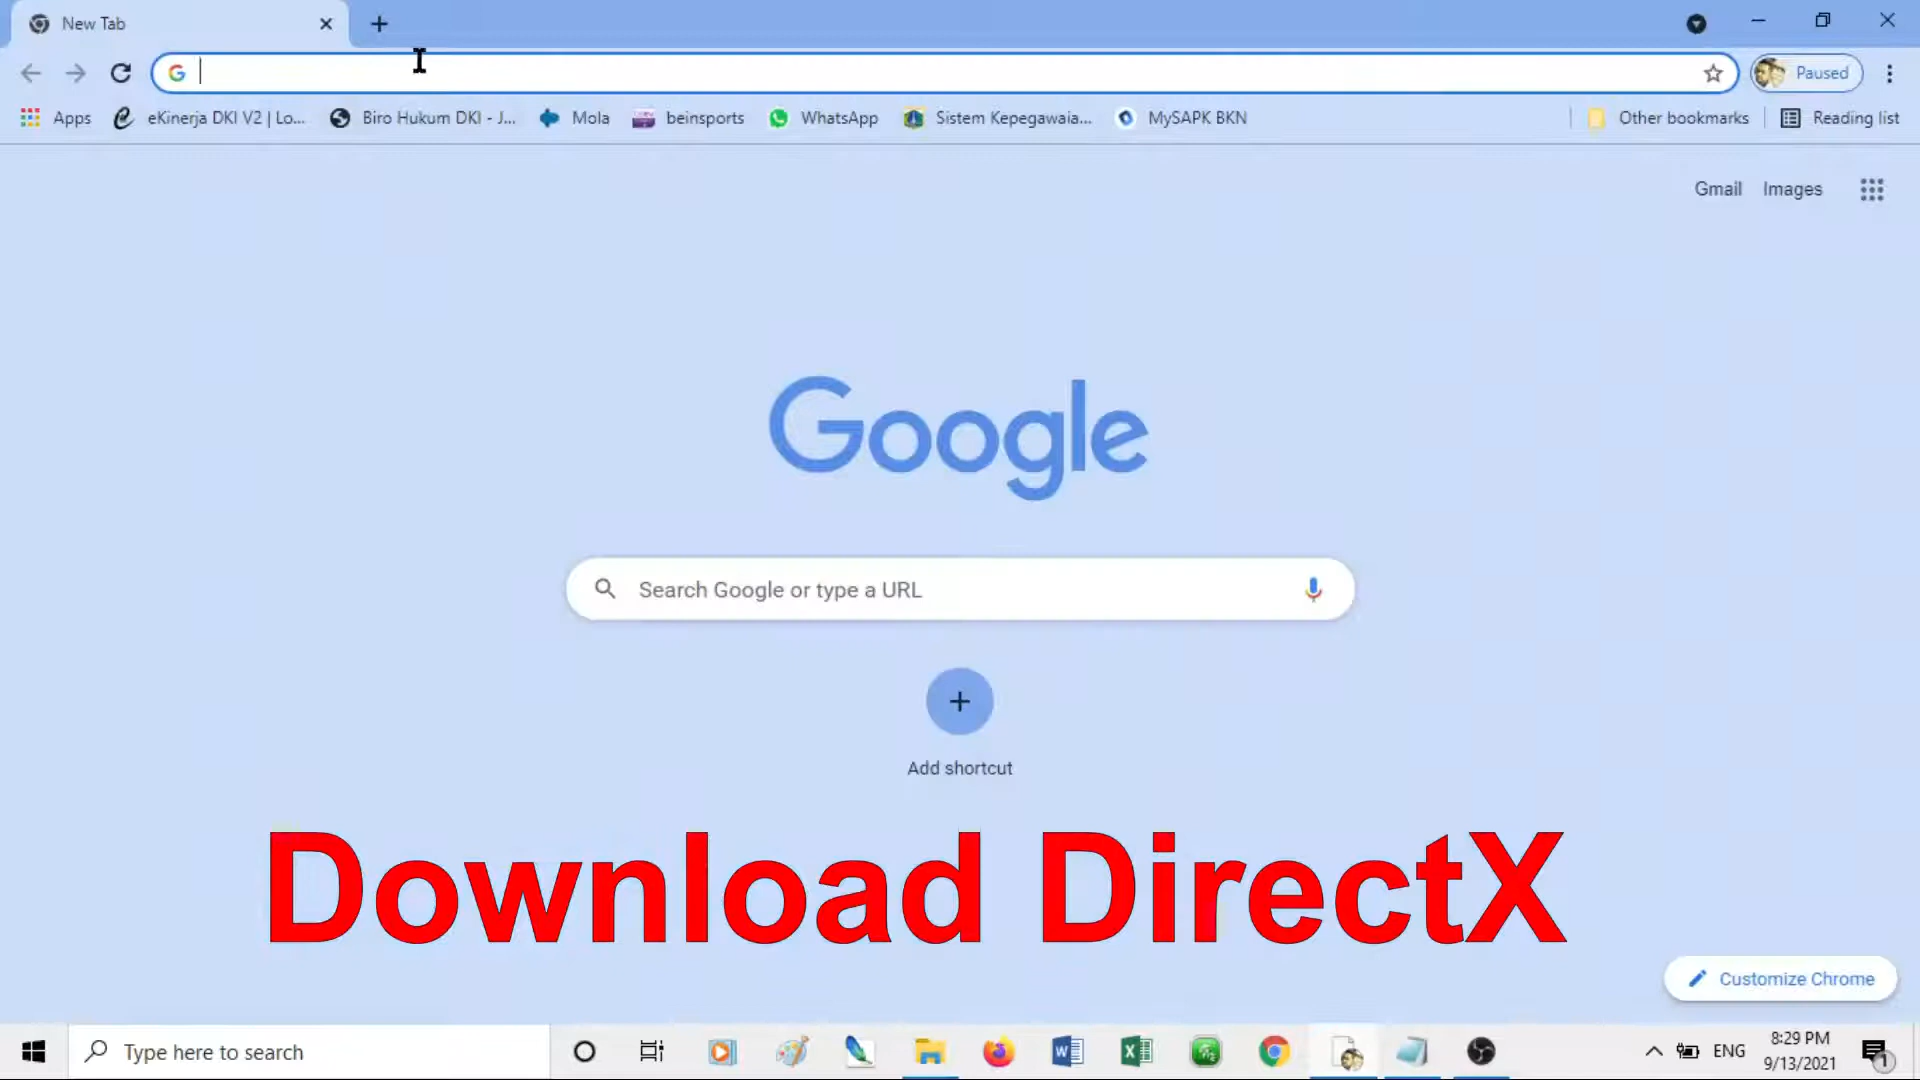 New Tab
Paused
Apps
eKinerja DKI V2 | Lo...
Biro Hukum DKI - J...
Mola
beinsports
WhatsApp
Sistem Kepegawaia...
MySAPK BKN
Other bookmarks
Reading list
Gmail
Images
Google
Search Google or type a URL
Add shortcut
Download DirectX
Customize Chrome
Type here to search
ENG
8:29 PM
9/13/2021
1